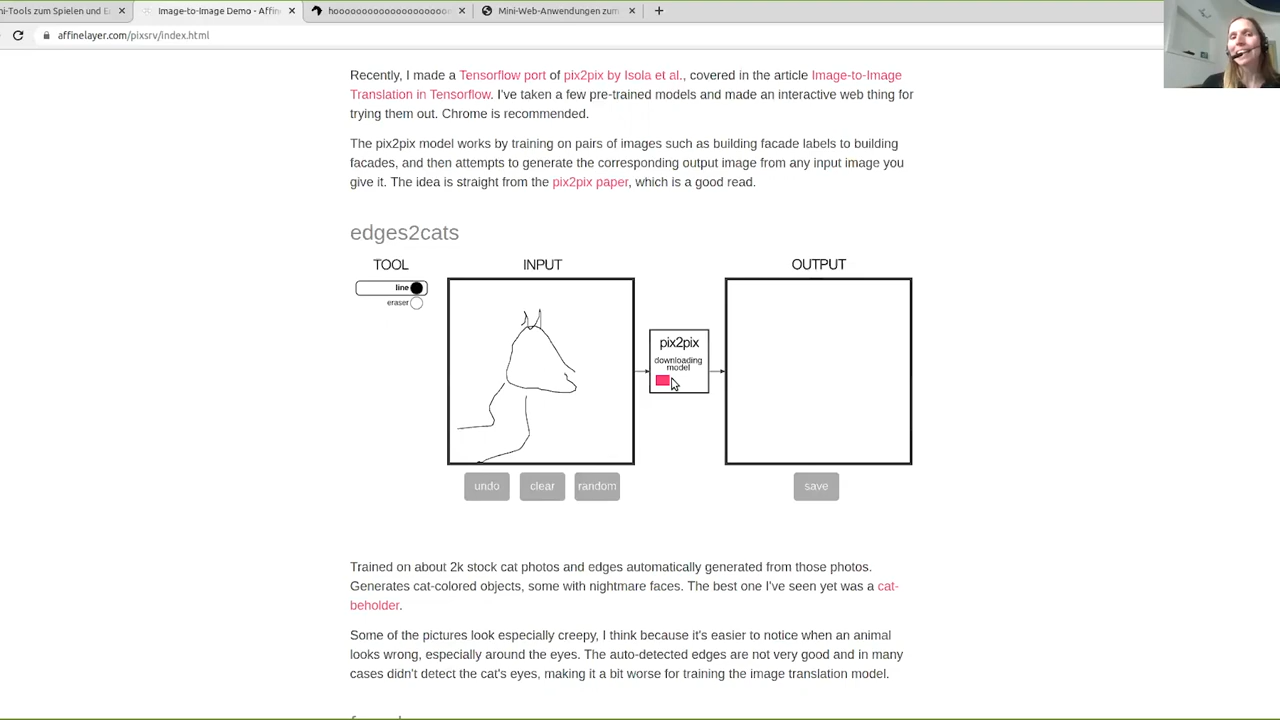 ni-Tools zum Spielen und E
Image-to-Image Demo - Affin
hooooooooooooooooooo
Mini-Web-Anwendungen zum
affinelayer.com/pixsrv/index.html
Recently, I made a Tensorflow port of pix2pix by Isola et al., covered in the article Image-to-Image
Translation in Tensorflow. I've taken a few pre-trained models and made an interactive web thing for
trying them out. Chrome is recommended.
The pix2pix model works by training on pairs of images such as building facade labels to building
facades, and then attempts to generate the corresponding output image from any input image you
give it. The idea is straight from the pix2pix paper, which is a good read.
edges2cats
TOOL
INPUT
OUTPUT
line
eraser
pix2pix
downloading
model
undo
clear
random
save
Trained on about 2k stock cat photos and edges automatically generated from those photos.
Generates cat-colored objects, some with nightmare faces. The best one I've seen yet was a cat-
beholder.
Some of the pictures look especially creepy, I think because it's easier to notice when an animal
looks wrong, especially around the eyes. The auto-detected edges are not very good and in many
cases didn't detect the cat's eyes, making it a bit worse for training the image translation model.